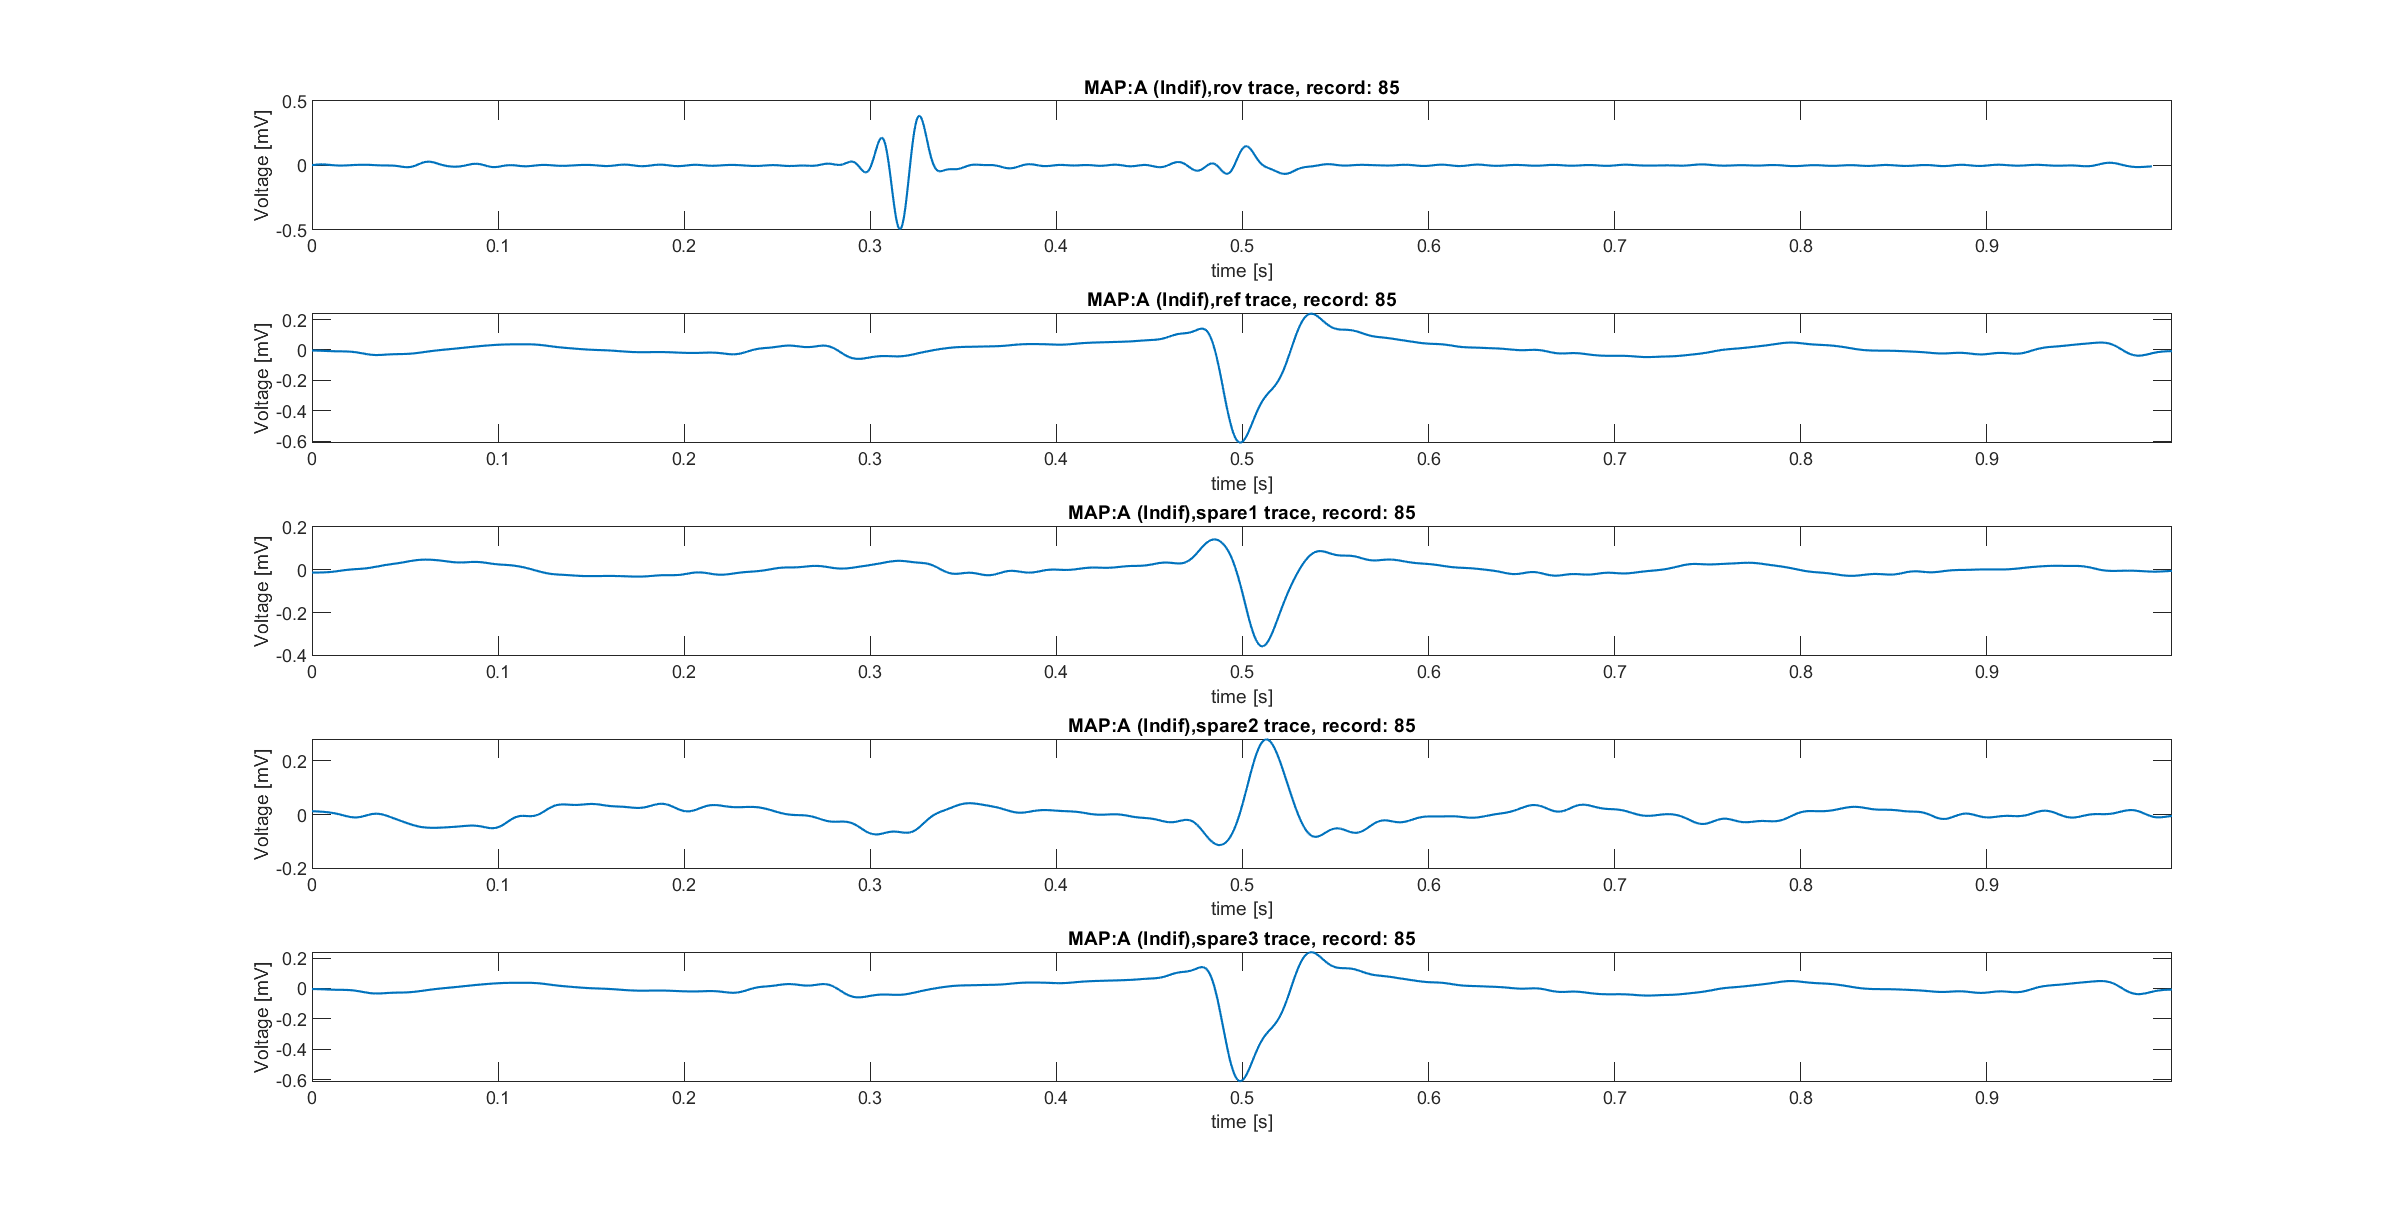 MAP:A (Indif),rov trace, record: 85
Voltage [mV]
0.5
0
-0.5
0 0.1 0.2 0.3 0.4 0.5 0.6 0.7 0.8 0.9
time [s]
MAP:A (Indif),ref trace, record: 85
Voltage [mV]
0.2
0
-0.2
-0.4
-0.6
0 0.1 0.2 0.3 0.4 0.5 0.6 0.7 0.8 0.9
time [s]
MAP:A (Indif),spare1 trace, record: 85
Voltage [mV]
0.2
0
-0.2
-0.4
0 0.1 0.2 0.3 0.4 0.5 0.6 0.7 0.8 0.9
time [s]
MAP:A (Indif),spare2 trace, record: 85
Voltage [mV]
0.2
0
-0.2
0 0.1 0.2 0.3 0.4 0.5 0.6 0.7 0.8 0.9
time [s]
MAP:A (Indif),spare3 trace, record: 85
Voltage [mV]
0.2
0
-0.2
-0.4
-0.6
0 0.1 0.2 0.3 0.4 0.5 0.6 0.7 0.8 0.9
time [s]